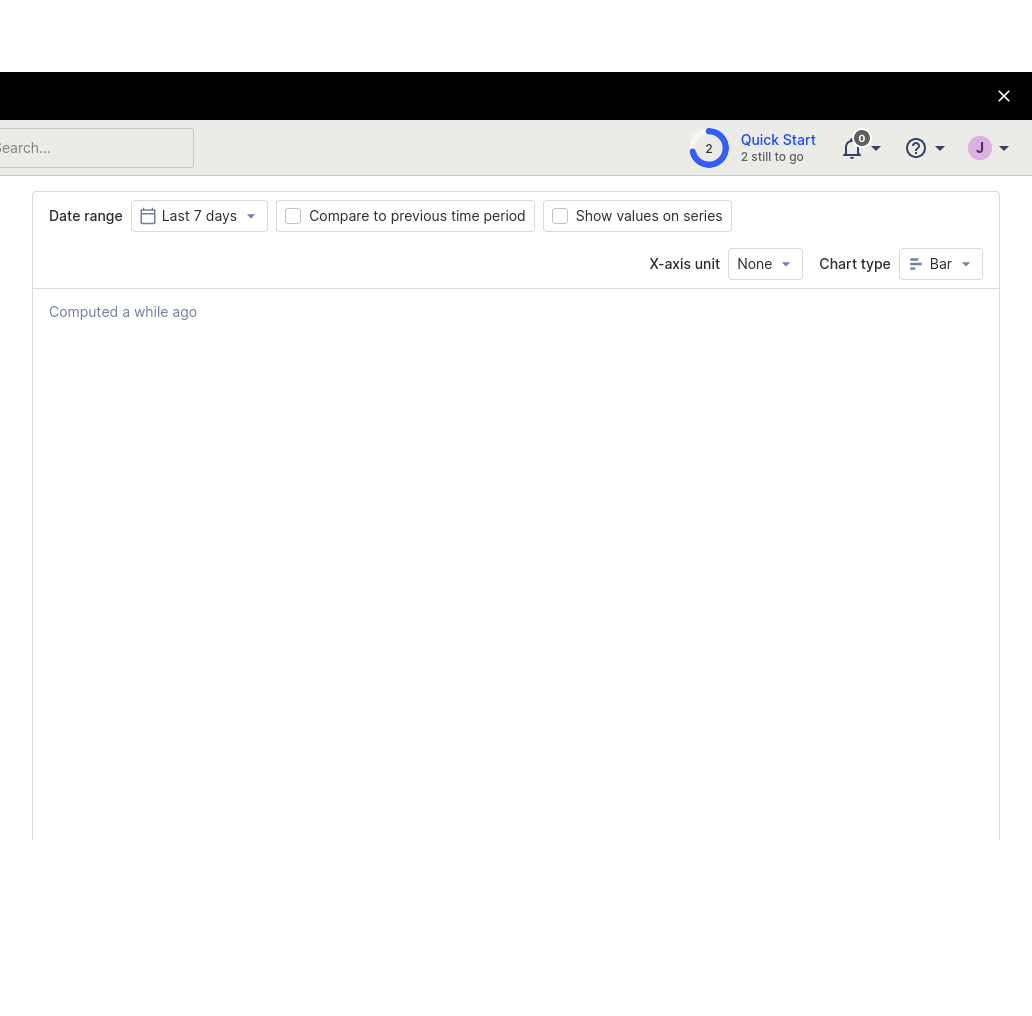 Search...
2
Quick Start
2 still to go
0
J
Date range
Last 7 days
Compare to previous time period
Show values on series
X-axis unit
None
Chart type
Bar
Computed a while ago